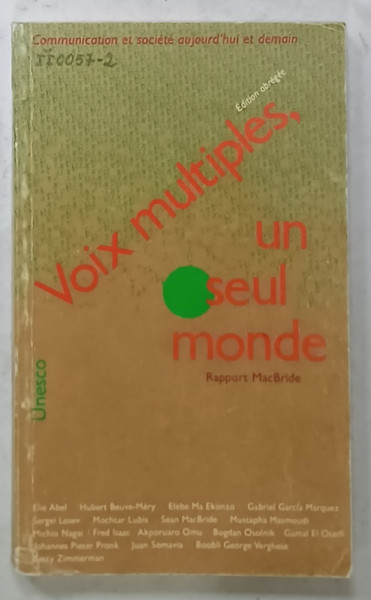 Communication et société aujourd'hui et demain
II0057-2
Édition abrégée
Voix multiples,
un
seul
monde
Rapport MacBride
Unesco
Elie Abel Hubert Beuve-Méry Elebe Ma Ekonzo Gabriel García Marquez
Sergei Losev Mochtar Lubis Sean MacBride Mustapha Masmoudi
Michio Nagai Fred Isaac Akporuaro Omu Bogdan Osolnik Gamal El Oteifi
Johannes Pieter Pronk Juan Somavía Boobli George Verghese
Betty Zimmerman